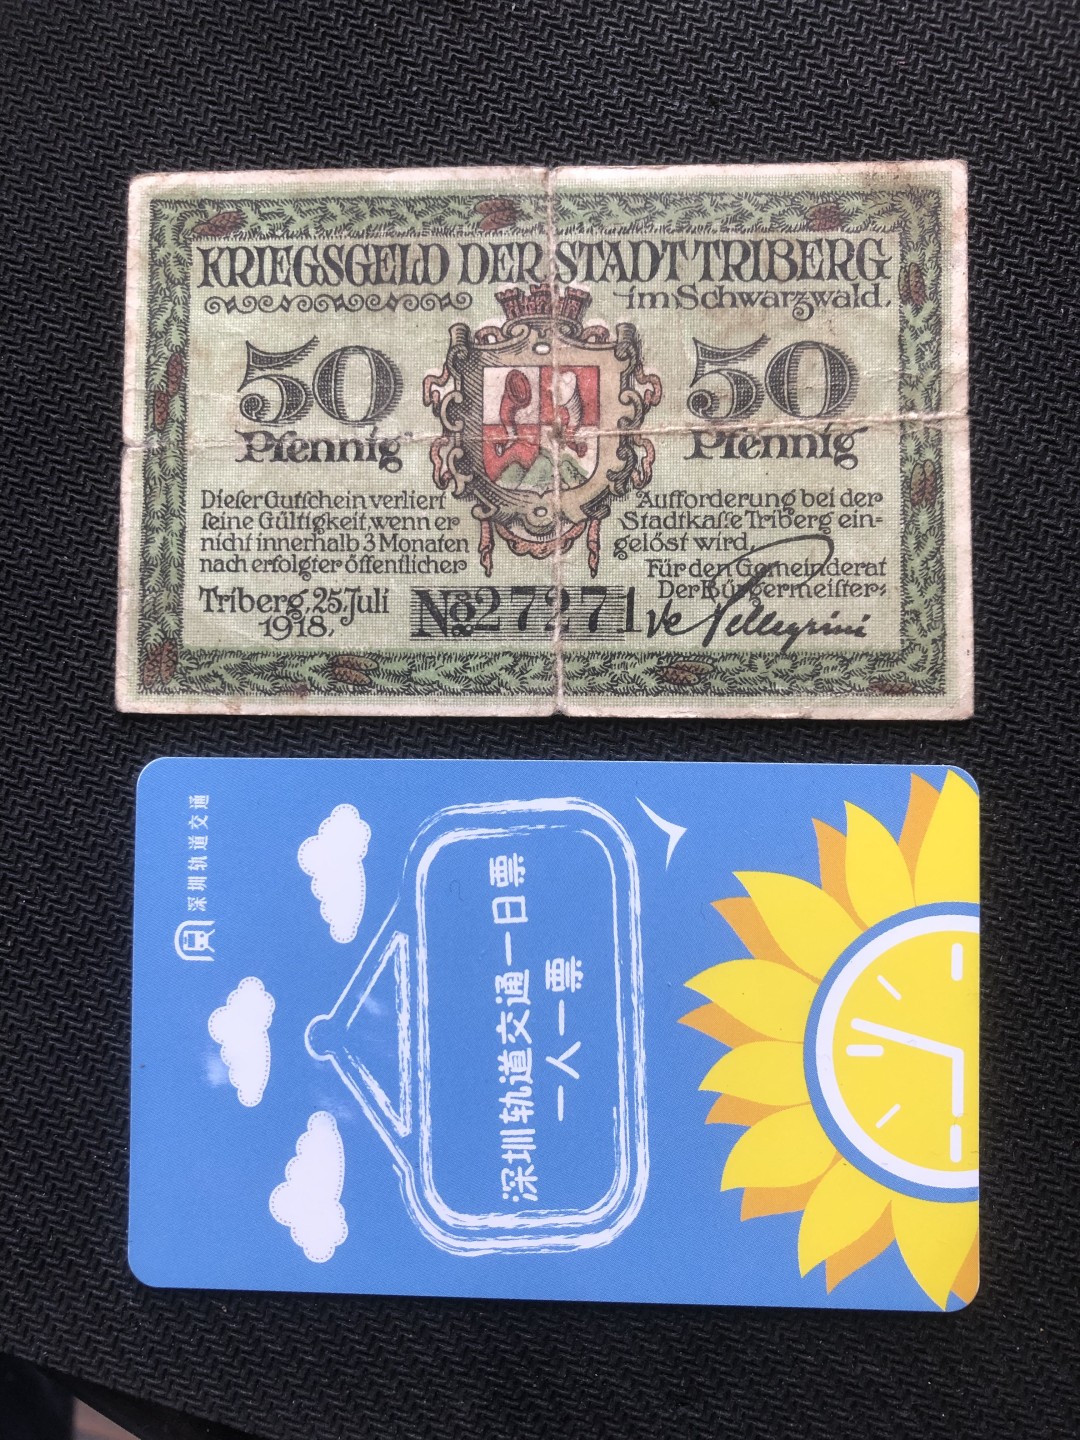 KRIEGSGELD DER STADT TRIBERG
im Schwarzwald.
50 50
Pfennig Pfennig
Dieser Gutschein verliert
seine Gültigkeit, wenn er
nicht innerhalb 3 Monaten
nach erfolgter öffentlicher
Aufforderung bei der
Stadtkasse Triberg ein-
gelöst wird.
Für den Gemeinderat
Der Bürgermeister:
Triberg, 25. Juli
1918.
No 27271
de Pellegrini
深圳轨道交通
深圳轨道交通一日票
一人一票